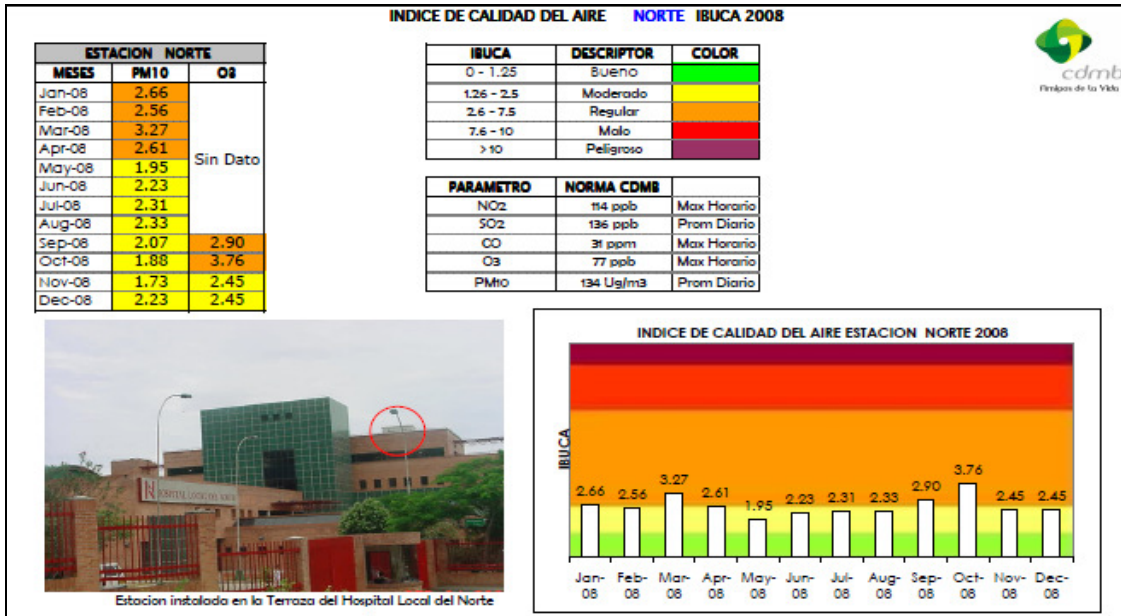 INDICE DE CALIDAD DEL AIRE NORTE IBUCA 2008
ESTACION NORTE
MESES PM10 O3
Jan-08 2.66
Feb-08 2.56
Mar-08 3.27
Apr-08 2.61
Sin Dato
May-08 1.95
Jun-08 2.23
Jul-08 2.31
Aug-08 2.33
Sep-08 2.07 2.90
Oct-08 1.88 3.76
Nov-08 1.73 2.45
Dec-08 2.23 2.45
IBUCA DESCRIPTOR COLOR
0 - 1.25 Bueno
1.26 - 2.5 Moderado
2.6 - 7.5 Regular
7.6 - 10 Malo
>10 Peligroso
PARAMETRO NORMA CDMB
NO2 114 ppb Max Horario
SO2 136 ppb Prom Diario
CO 31 ppm Max Horario
O3 77 ppb Max Horario
PM10 134 Ug/m3 Prom Diario
cdmb
Amigos de la Vida
HOSPITAL LOCAL DEL NORTE
Estacion instalada en la Terraza del Hospital Local del Norte
INDICE DE CALIDAD DEL AIRE ESTACION NORTE 2008
IBUCA
2.66 2.56 3.27 2.61 1.95 2.23 2.31 2.33 2.90 3.76 2.45 2.45
Jan- Feb- Mar- Apr- May- Jun- Jul- Aug- Sep- Oct- Nov- Dec-
08 08 08 08 08 08 08 08 08 08 08 08